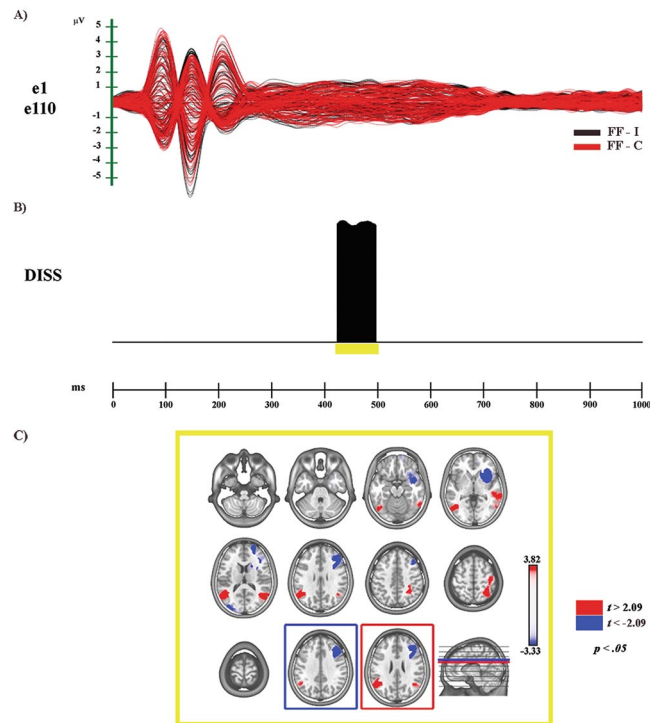 A)
μV
5
4
3
2
1
-1
-2
-3
-4
-5
e1
e110
FF - I
FF - C
B)
DISS
ms
0 100 200 300 400 500 600 700 800 900 1000
C)
3.82
-3.33
t > 2.09
t < -2.09
p < .05